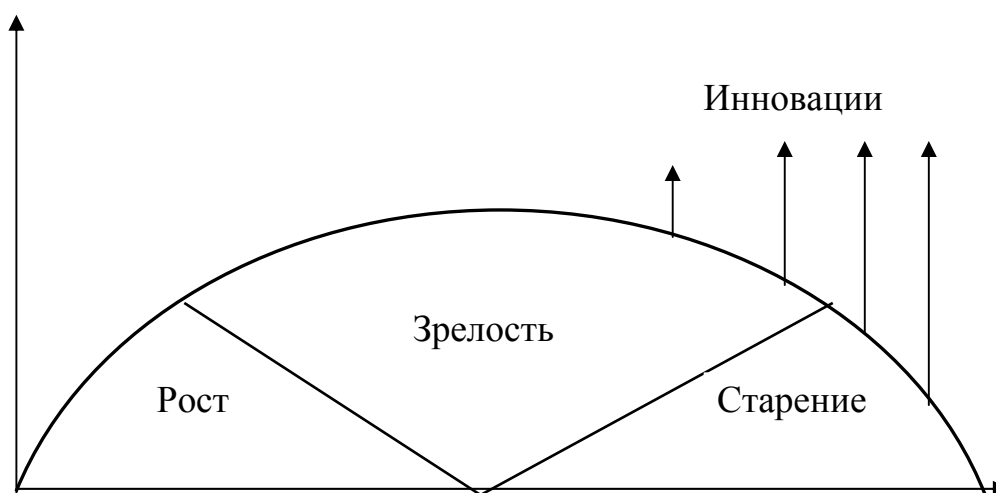 Инновации
Зрелость
Рост
Старение